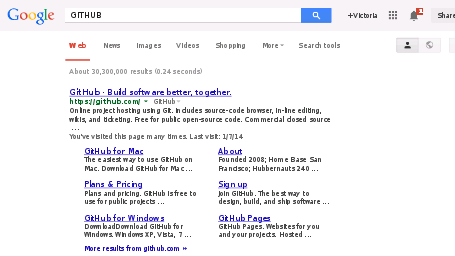 Google GITHUB +Victoria Share
Web News Images Videos Shopping More Search tools
About 30,300,000 results (0.24 seconds)
GitHub · Build software better, together.
https://github.com/ GitHub
Online project hosting using Git. Includes source-code browser, in-line editing,
wikis, and ticketing. Free for public open-source code. Commercial closed source
...
You've visited this page many times. Last visit: 1/7/14
GitHub for Mac
The easiest way to use GitHub on
Mac. Download GitHub for Mac ...
About
Founded 2008; Home Base San
Francisco; Hubbernauts 240 ...
Plans & Pricing
Plans and pricing. GitHub is free to
use for public projects ...
Sign up
Join GitHub. The best way to
design, build, and ship software ...
GitHub for Windows
DownloadDownload GitHub for
Windows. Windows XP, Vista, 7 ...
GitHub Pages
GitHub Pages. Websites for you
and your projects. Hosted ...
More results from github.com »